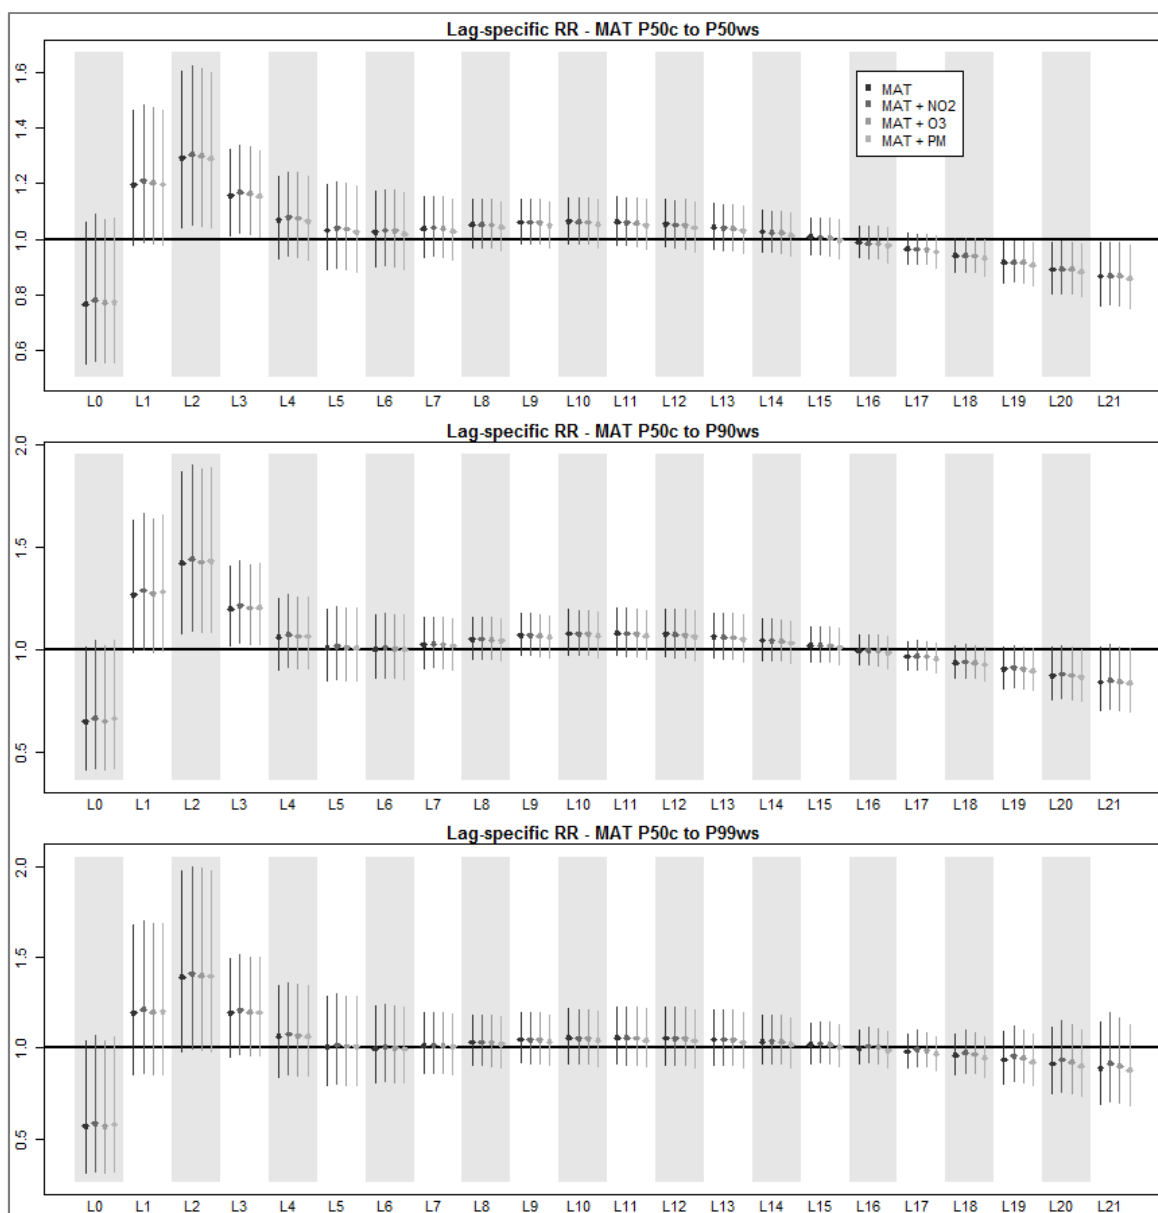 Lag-specific RR - MAT P50c to P50ws
1.6
1.4
1.2
1.0
0.8
0.6
MAT
MAT + NO2
MAT + O3
MAT + PM
L0 L1 L2 L3 L4 L5 L6 L7 L8 L9 L10 L11 L12 L13 L14 L15 L16 L17 L18 L19 L20 L21
Lag-specific RR - MAT P50c to P90ws
2.0
1.5
1.0
0.5
L0 L1 L2 L3 L4 L5 L6 L7 L8 L9 L10 L11 L12 L13 L14 L15 L16 L17 L18 L19 L20 L21
Lag-specific RR - MAT P50c to P99ws
2.0
1.5
1.0
0.5
L0 L1 L2 L3 L4 L5 L6 L7 L8 L9 L10 L11 L12 L13 L14 L15 L16 L17 L18 L19 L20 L21